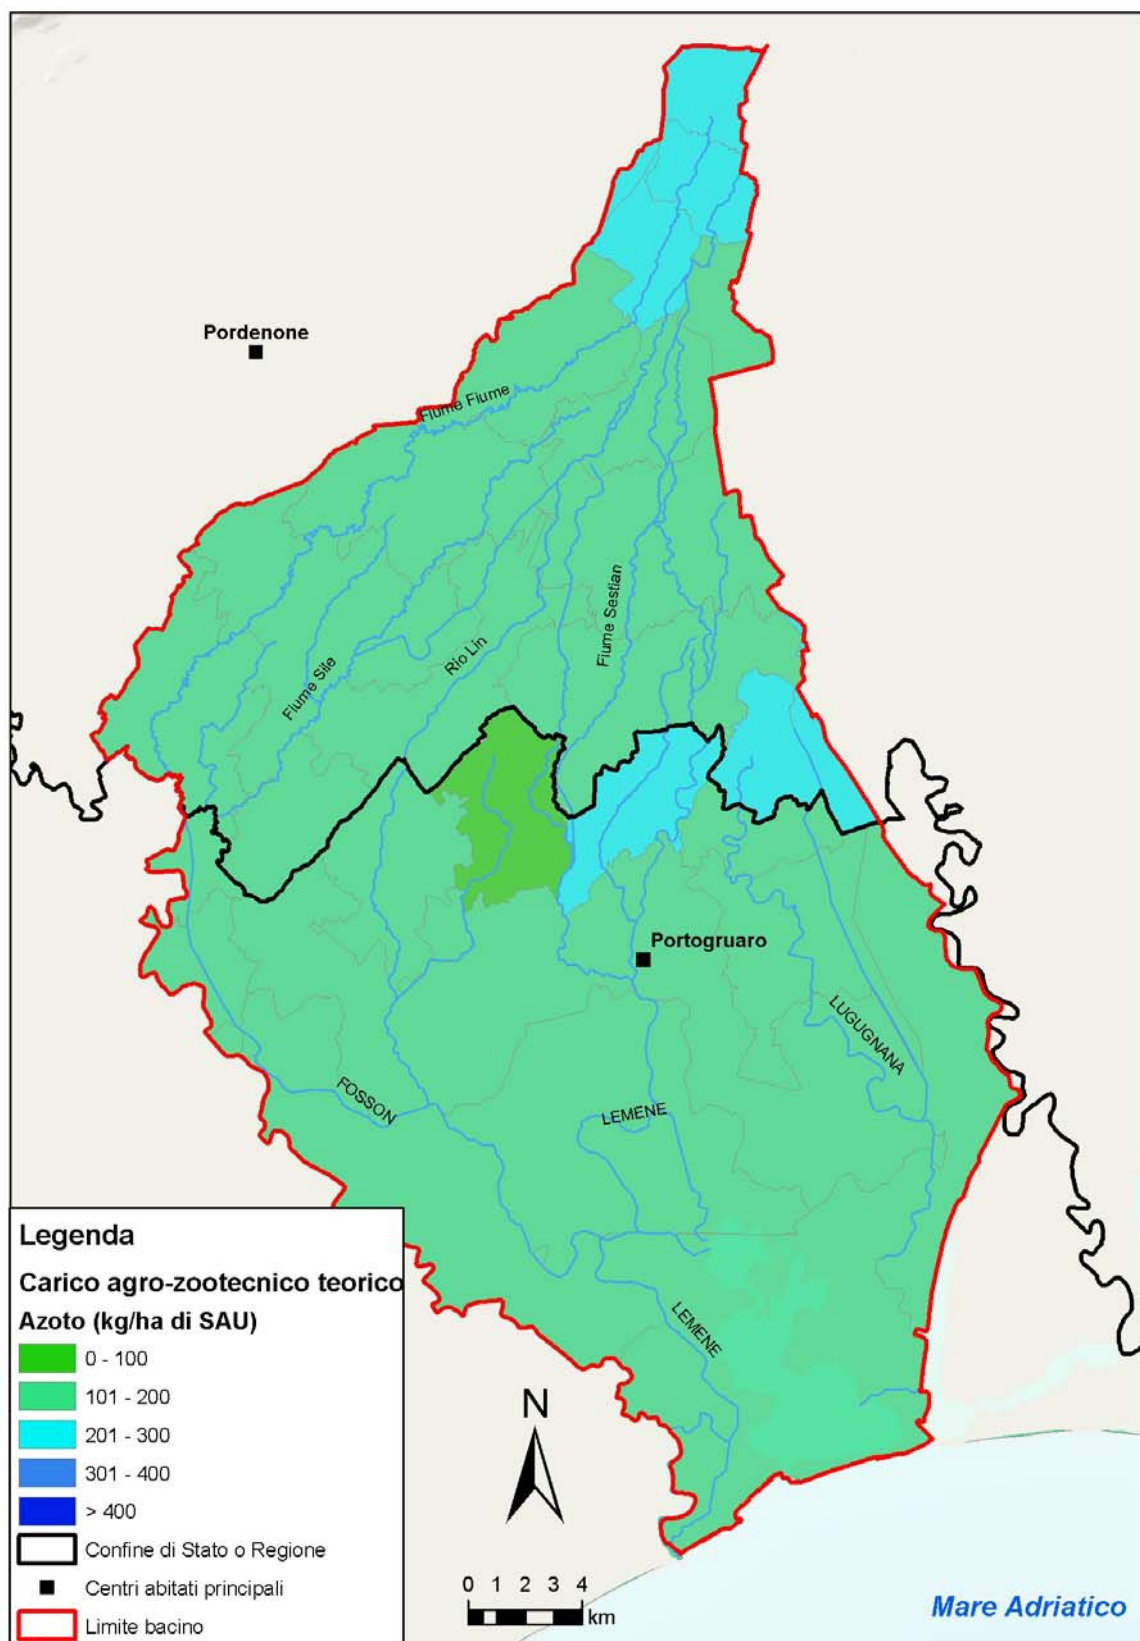 Pordenone
Fiume Fiume
Fiume Sestian
Rio Lin
Fiume Sile
Portogruaro
LUGUGNANA
FOSSON
LEMENE
LEMENE
Legenda
Carico agro-zootecnico teorico
Azoto (kg/ha di SAU)
0 - 100
101 - 200
201 - 300
301 - 400
> 400
Confine di Stato o Regione
Centri abitati principali
Limite bacino
N
0 1 2 3 4
km
Mare Adriatico